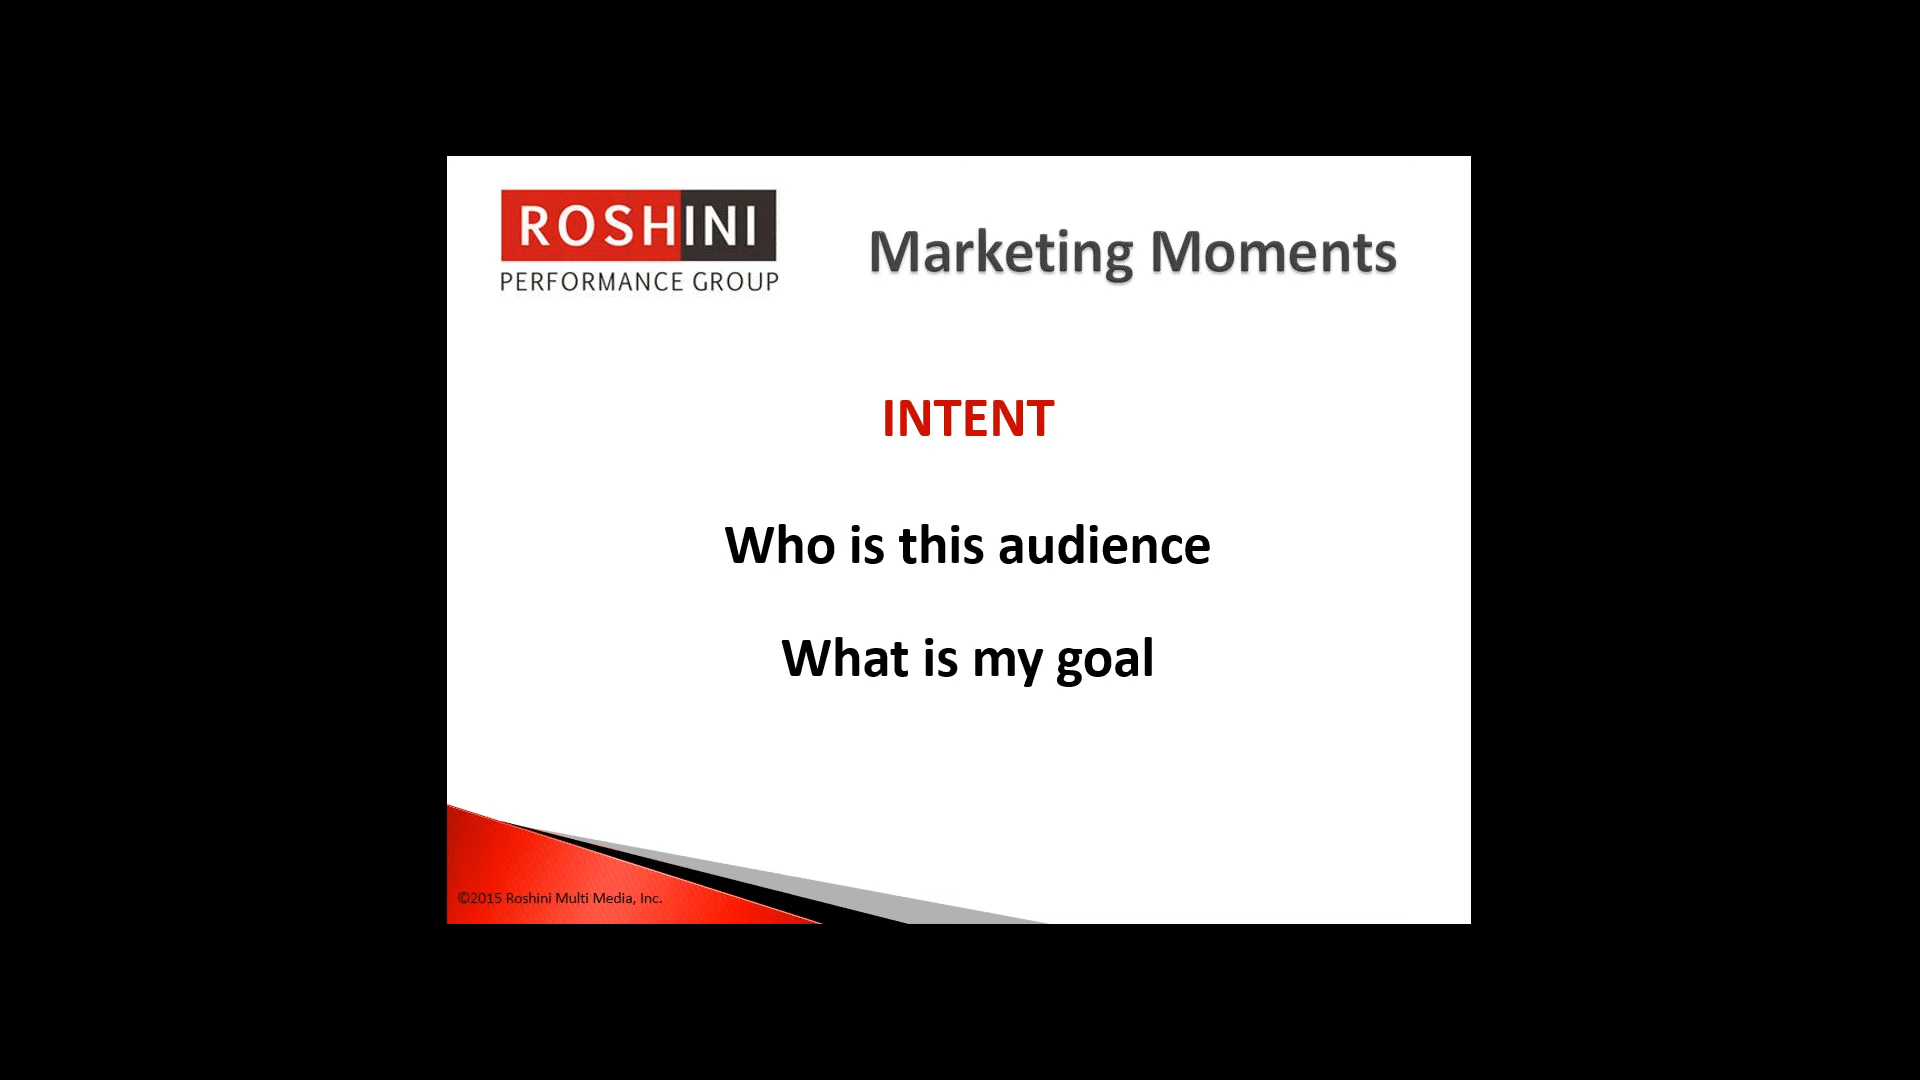 ROSHINI
PERFORMANCE GROUP
Marketing Moments
INTENT
Who is this audience
What is my goal
©2015 Roshini Multi Media, Inc.